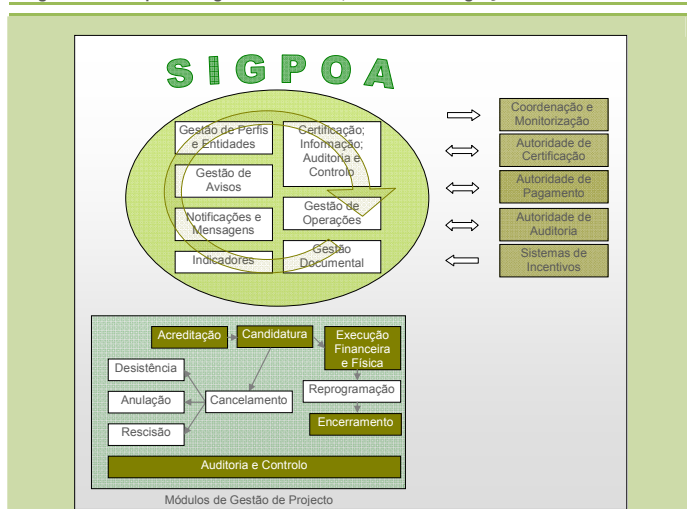 SIGPOA
Gestão de Perfis
e Entidades
Certificação;
Informação;
Auditoria e
Controlo
Gestão de
Avisos
Notificações e
Mensagens
Gestão de
Operações
Indicadores
Gestão
Documental
Coordenação e
Monitorização
Autoridade de
Certificação
Autoridade de
Pagamento
Autoridade de
Auditoria
Sistemas de
Incentivos
Acreditação
Candidatura
Execução
Financeira
e Física
Desistência
Anulação
Rescisão
Cancelamento
Reprogramação
Encerramento
Auditoria e Controlo
Módulos de Gestão de Projecto